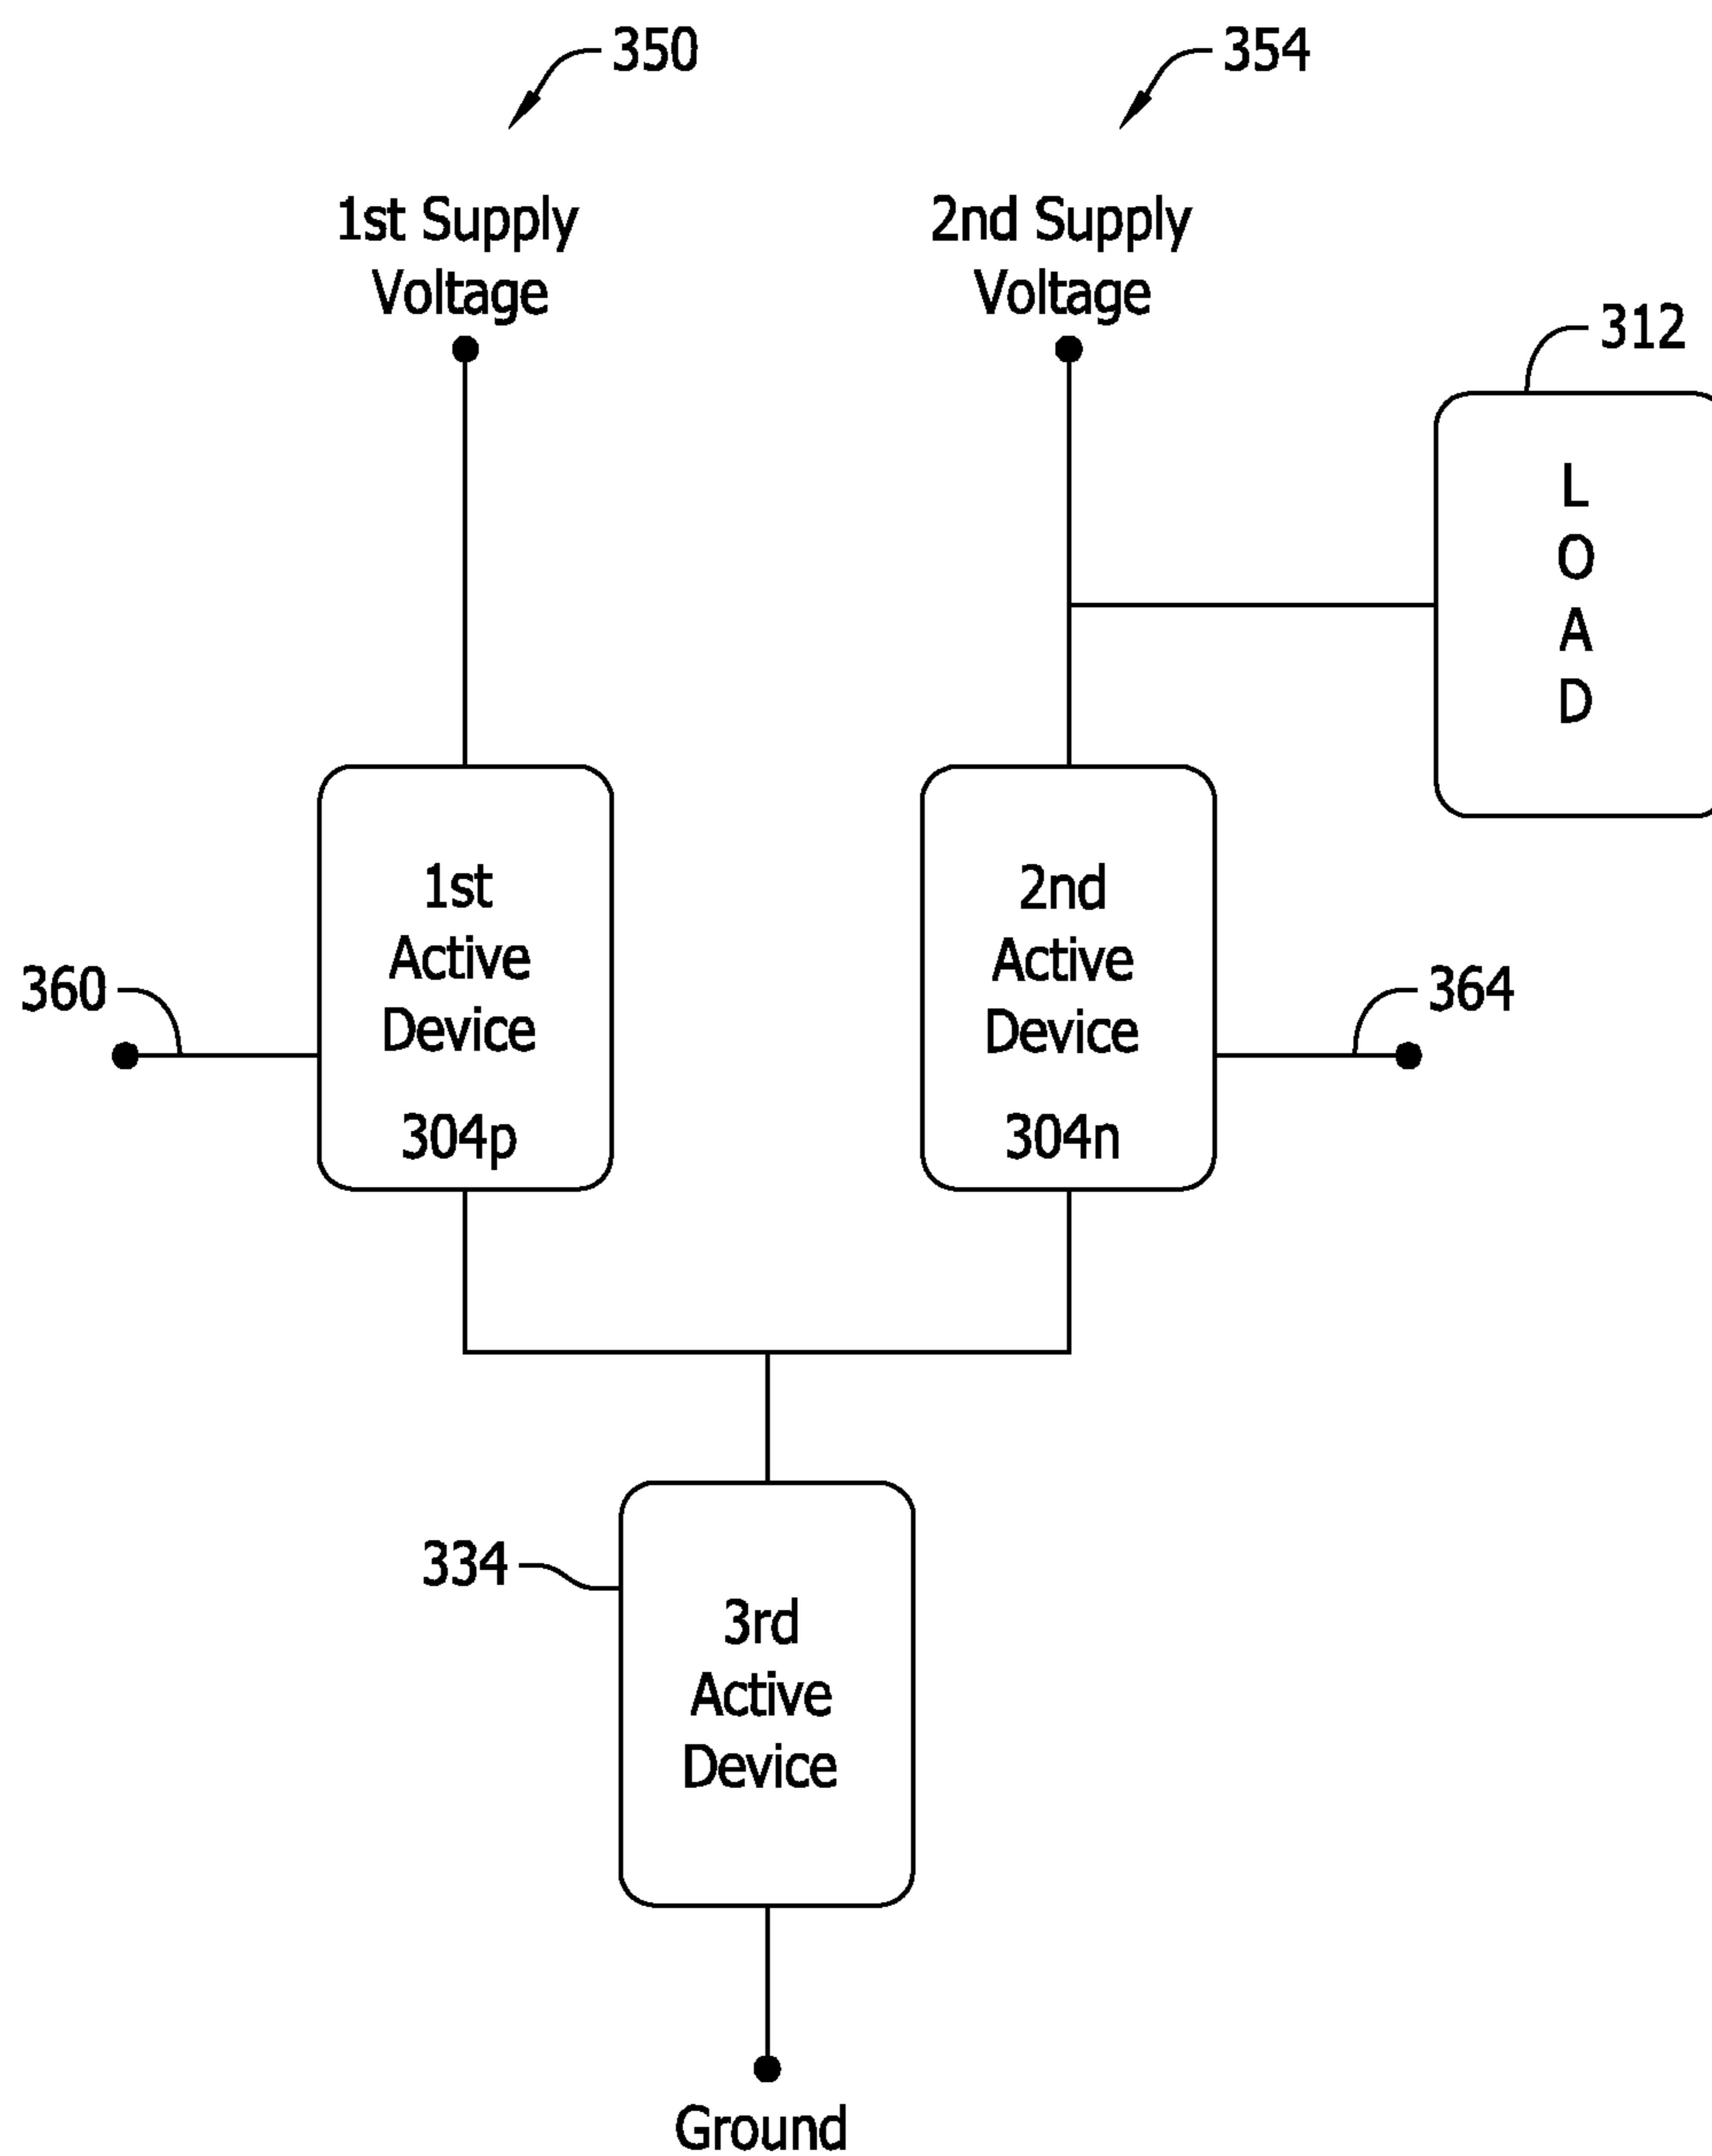 350
354
1st Supply
Voltage
2nd Supply
Voltage
312
L
O
A
D
1st
Active
Device
304p
2nd
Active
Device
304n
360
364
334
3rd
Active
Device
Ground